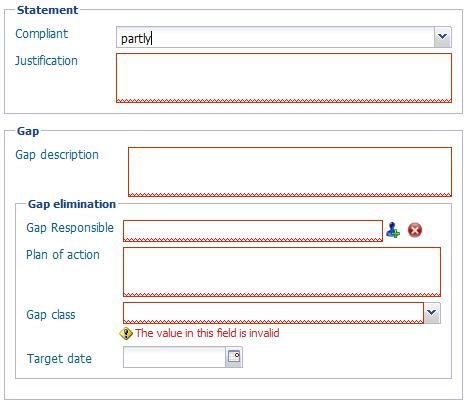 Statement
Compliant
partly
Justification
Gap
Gap description
Gap elimination
Gap Responsible
Plan of action
Gap class
The value in this field is invalid
Target date